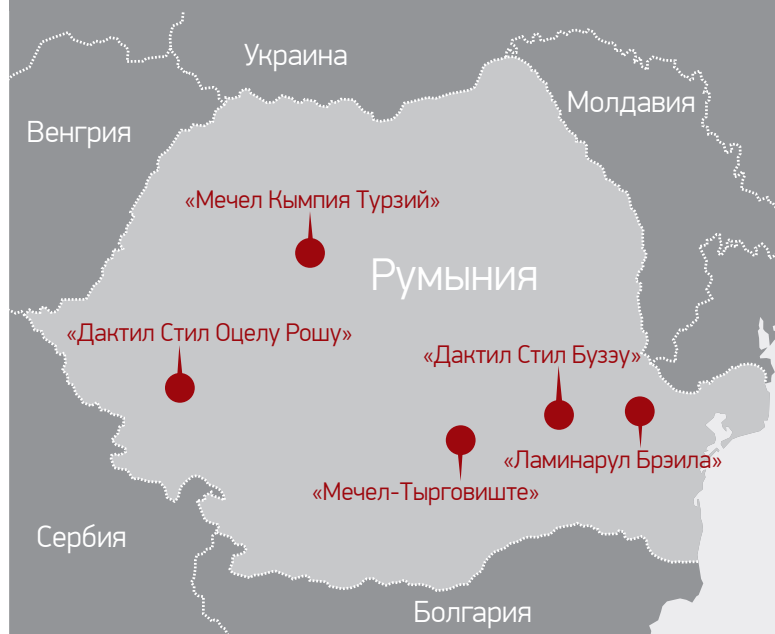 Украина
Молдавия
Венгрия
«Мечел Кымпия Турзий»
Румыния
«Дактил Стил Оцелу Рошу»
«Дактил Стил Бузэу»
«Ламинарул Брэила»
«Мечел-Тырговиште»
Сербия
Болгария